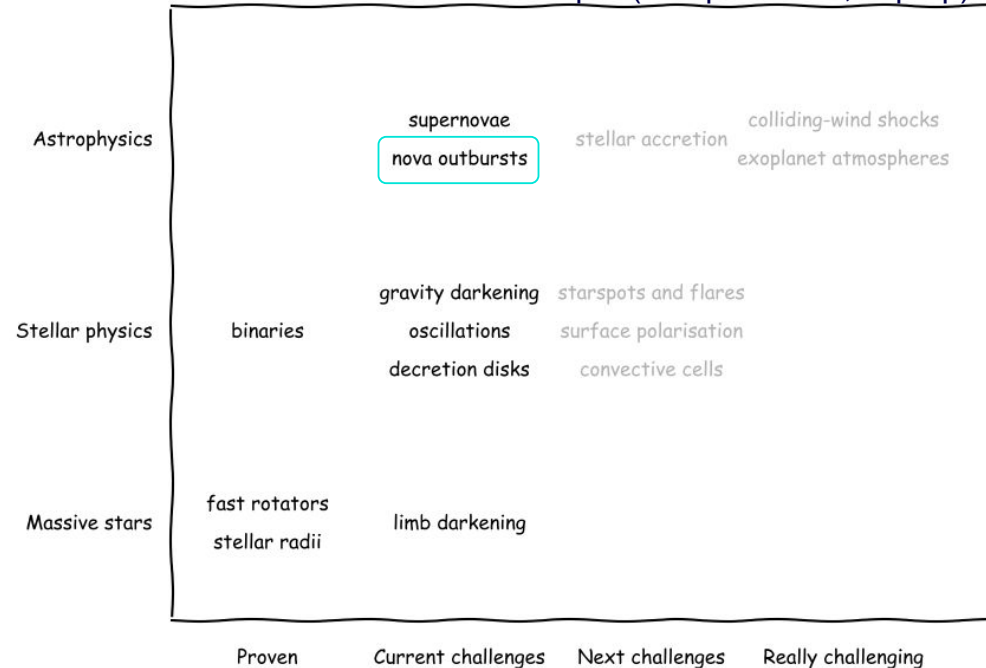 supernovae
colliding-wind shocks
Astrophysics
stellar accretion
nova outbursts
exoplanet atmospheres
gravity darkening
starspots and flares
Stellar physics
binaries
oscillations
surface polarisation
decretion disks
convective cells
fast rotators
Massive stars
limb darkening
stellar radii
Proven
Current challenges
Next challenges
Really challenging